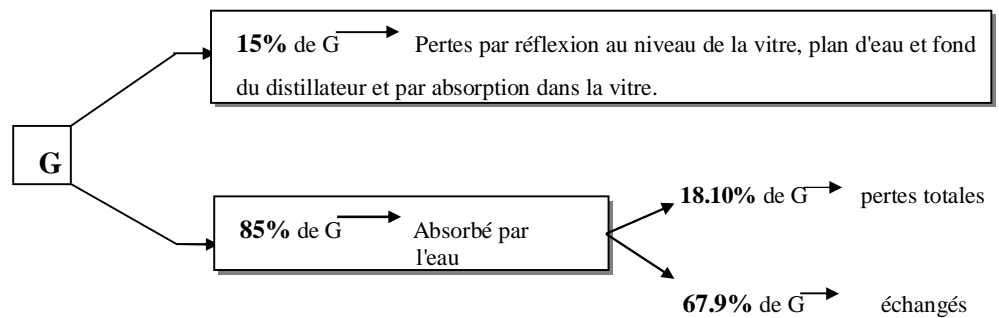 15% de G Pertes par réflexion au niveau de la vitre, plan d'eau et fond
du distillateur et par absorption dans la vitre.
G
85% de G Absorbé par
l'eau
18.10% de G pertes totales
67.9% de G échangés